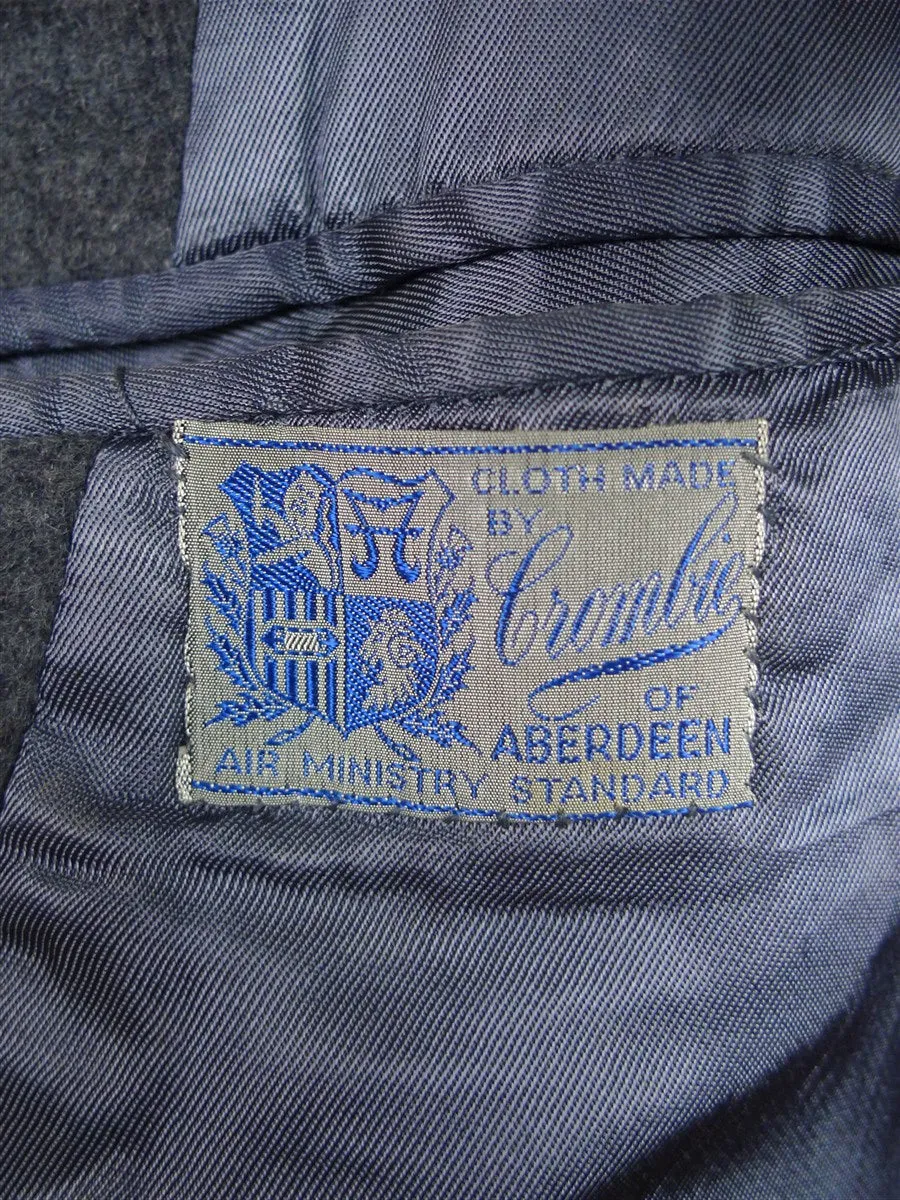 CLOTH MADE
BY
Crombie
OF
ABERDEEN
AIR MINISTRY STANDARD